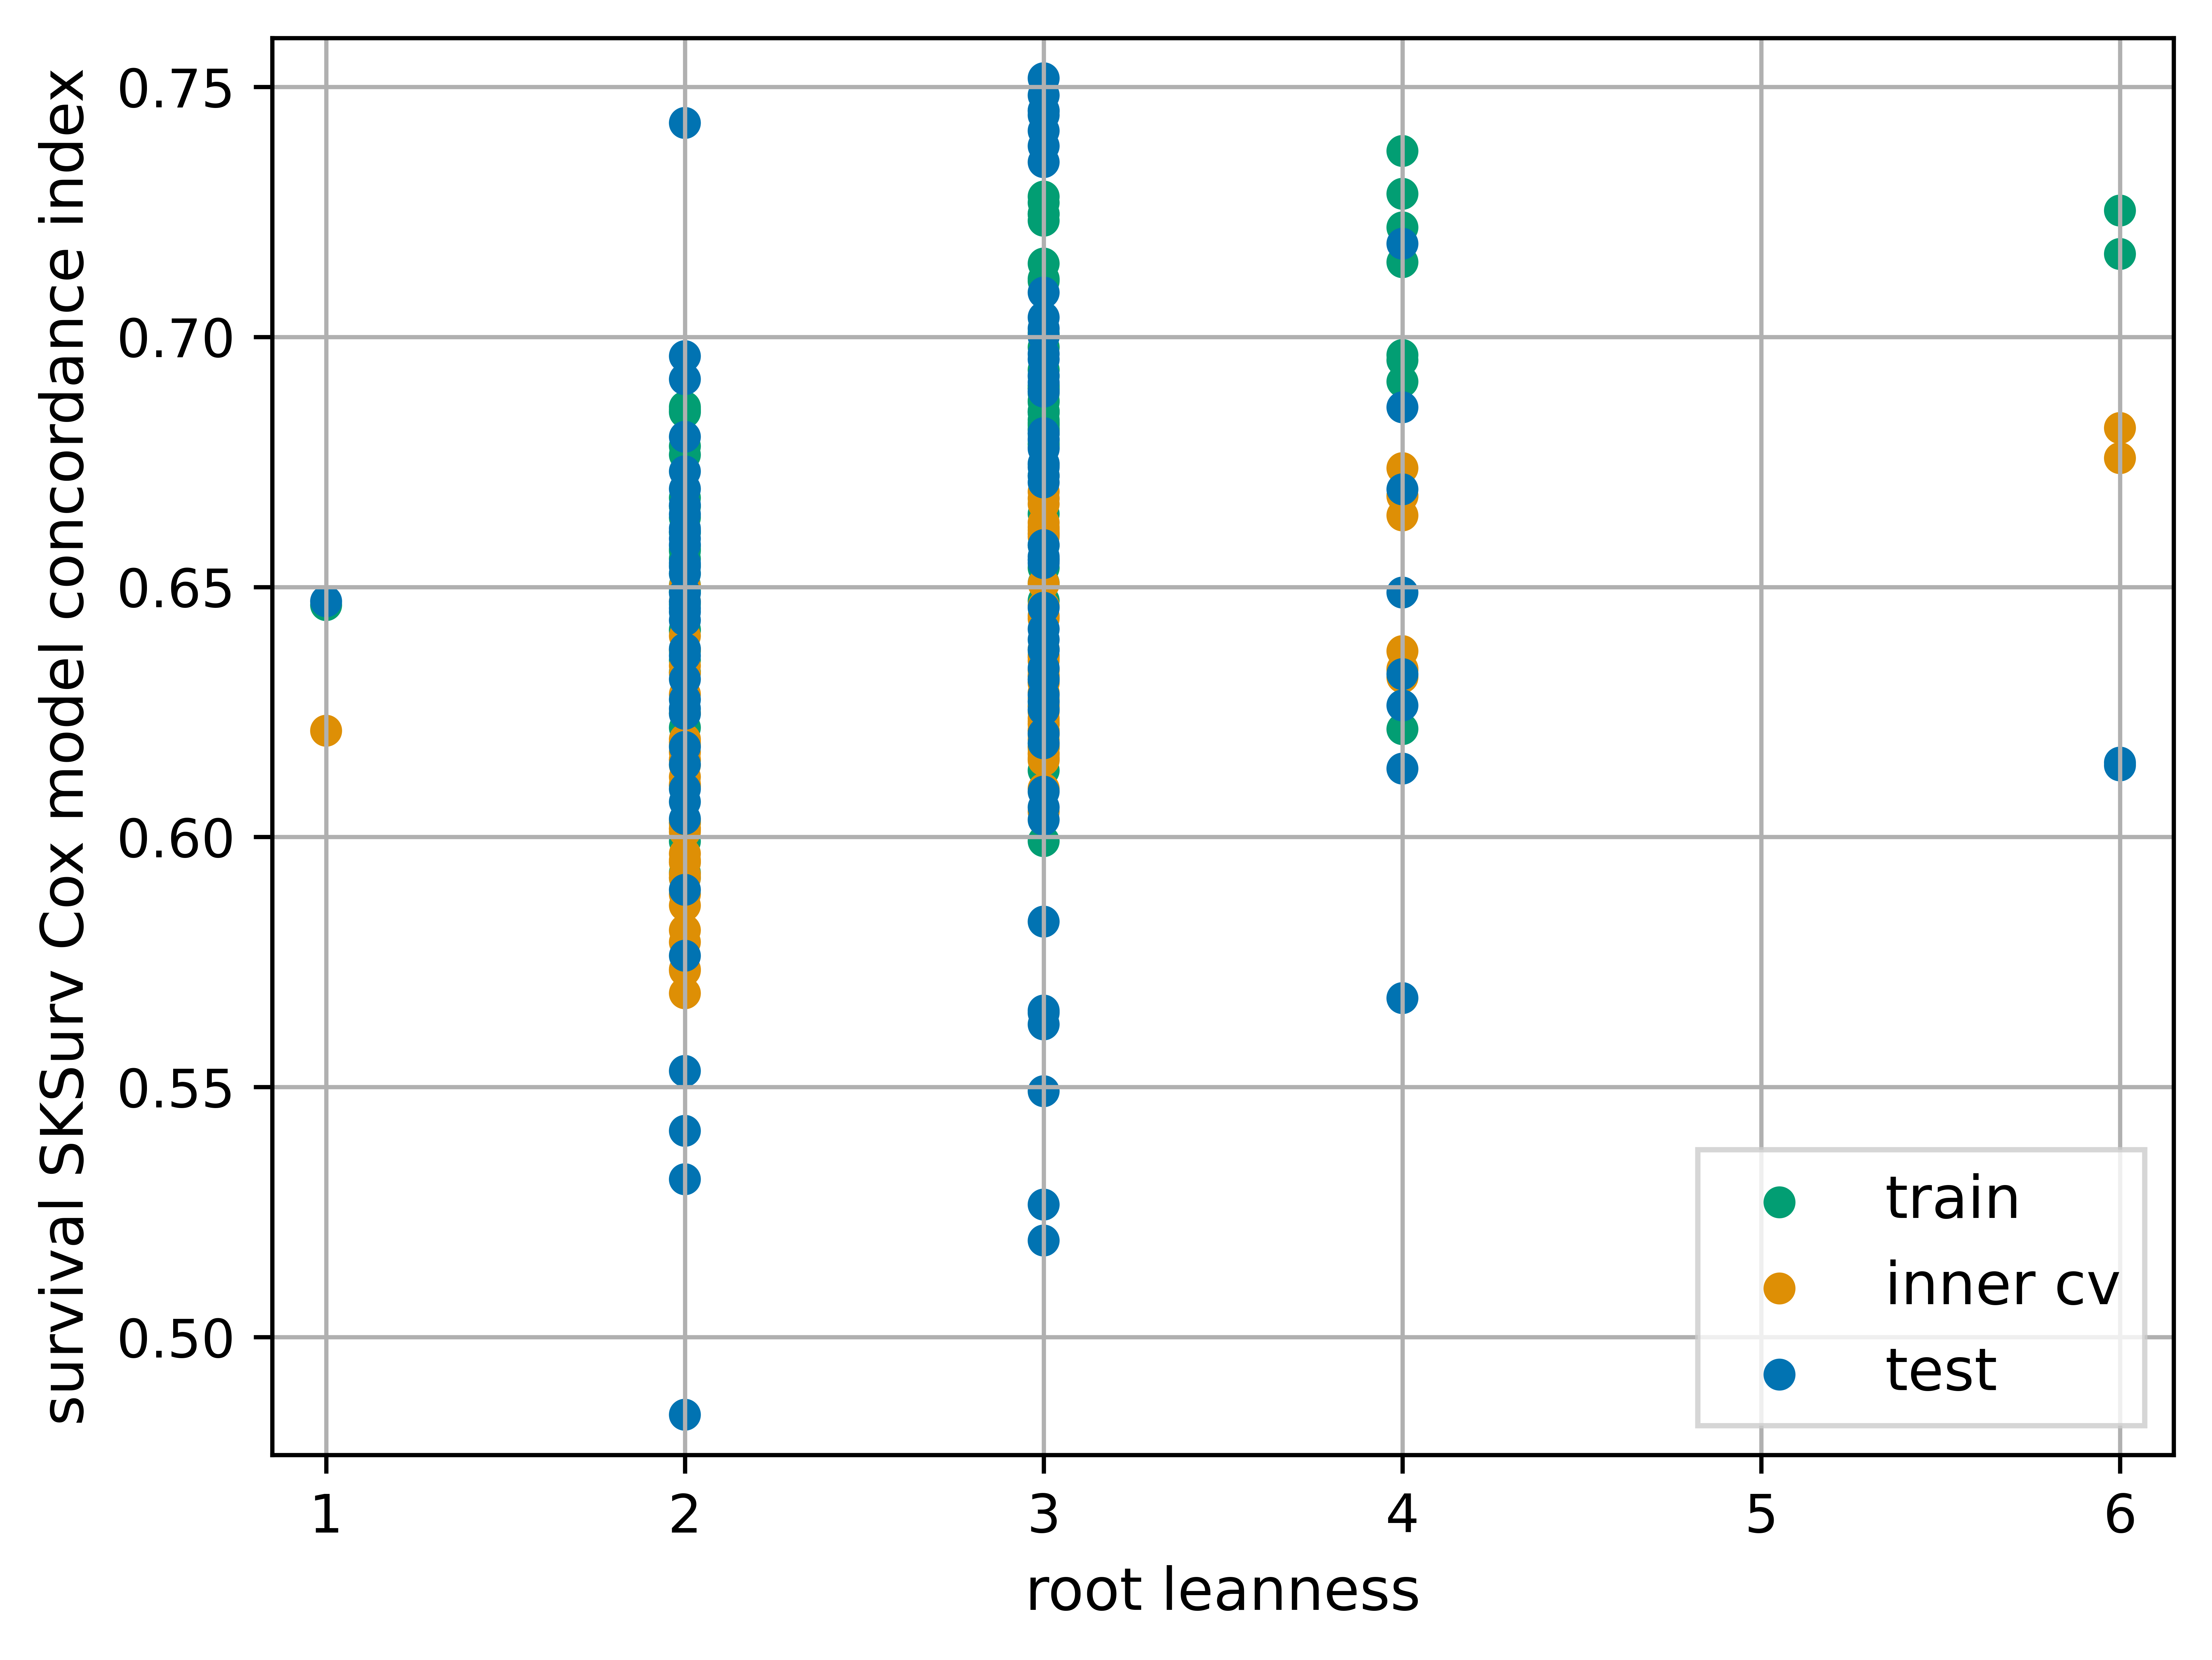 survival SKSurv Cox model concordance index
0.75
0.70
0.65
0.60
0.55
0.50
train
inner cv
test
1 2 3 4 5 6
root leanness